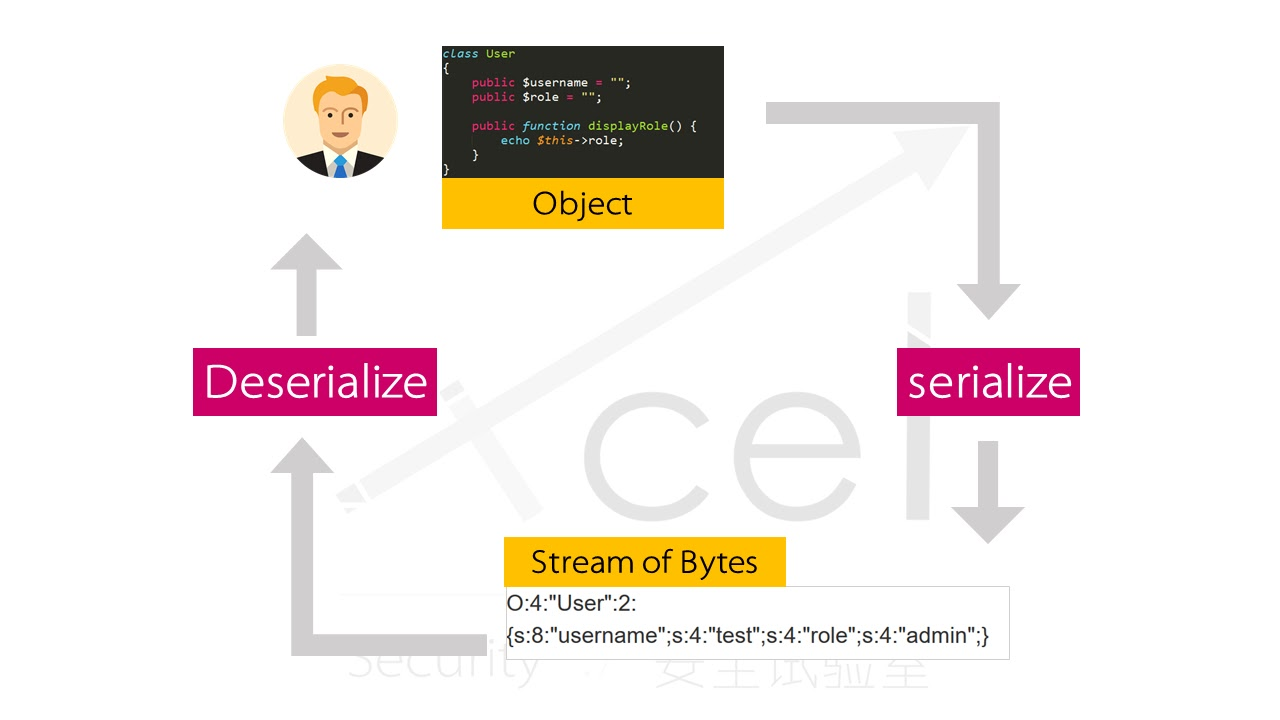 class User
{
public $username = "";
public $role = "";
public function displayRole() {
echo $this->role;
}
}
Object
Deserialize
serialize
cel
Stream of Bytes
O:4:"User":2:
{s:8:"username";s:4:"test";s:4:"role";s:4:"admin";}
Security 安全试验室